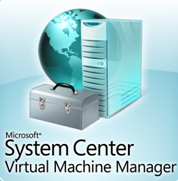 Microsoft®
System Center
Virtual Machine Manager